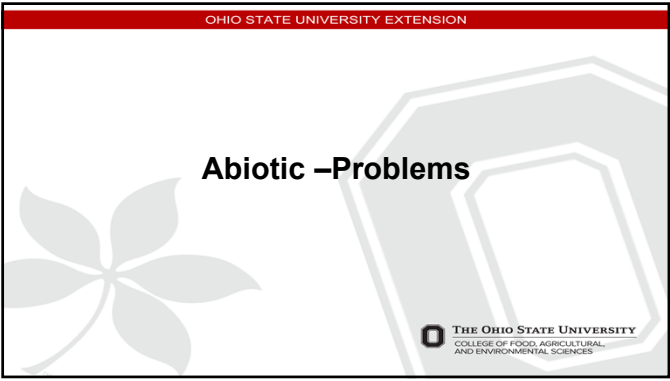 OHIO STATE UNIVERSITY EXTENSION
Abiotic –Problems
THE OHIO STATE UNIVERSITY
COLLEGE OF FOOD, AGRICULTURAL,
AND ENVIRONMENTAL SCIENCES